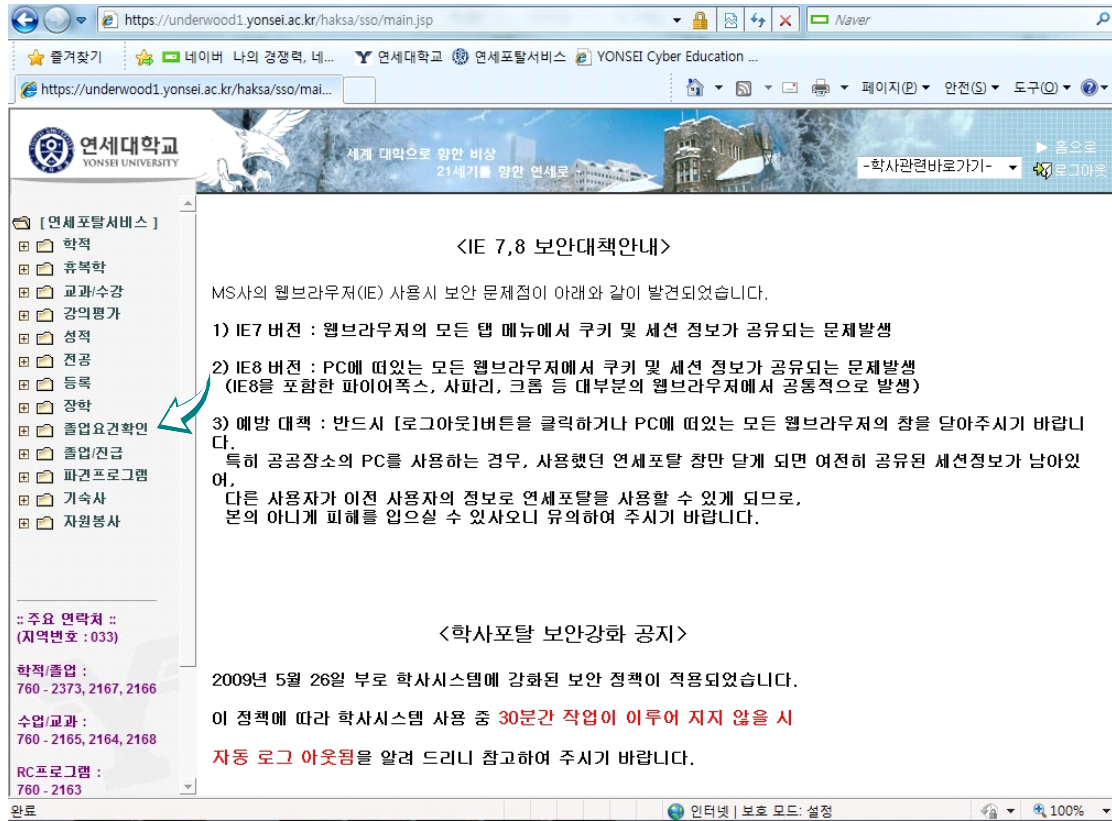 https://underwood1.yonsei.ac.kr/haksa/sso/main.jsp
Naver
즐겨찾기
네이버 나의 경쟁력, 네...
연세대학교
연세포탈서비스
YONSEI Cyber Education ...
https://underwood1.yonsei.ac.kr/haksa/sso/mai...
페이지(P)
안전(S)
도구(O)
연세대학교
YONSEI UNIVERSITY
세계 대학으로 향한 비상
21세기를 향한 연세로
-학사관련바로가기-
▶ 홈으로
로그아웃
[연세포탈서비스]
학적
휴복학
교과/수강
강의평가
성적
전공
등록
장학
졸업요건확인
졸업/진급
파견프로그램
기숙사
자원봉사
:: 주요 연락처 ::
(지역번호 : 033)
학적/졸업 :
760 - 2373, 2167, 2166
수업/교과 :
760 - 2165, 2164, 2168
RC프로그램 :
760 - 2163
<IE 7,8 보안대책안내>
MS사의 웹브라우저(IE) 사용시 보안 문제점이 아래와 같이 발견되었습니다.
1) IE7 버전 : 웹브라우저의 모든 탭 메뉴에서 쿠키 및 세션 정보가 공유되는 문제발생
2) IE8 버전 : PC에 떠있는 모든 웹브라우저에서 쿠키 및 세션 정보가 공유되는 문제발생
(IE8을 포함한 파이어폭스, 사파리, 크롬 등 대부분의 웹브라우저에서 공통적으로 발생)
3) 예방 대책 : 반드시 [로그아웃]버튼을 클릭하거나 PC에 떠있는 모든 웹브라우저의 창을 닫아주시기 바랍니
다.
특히 공공장소의 PC를 사용하는 경우, 사용했던 연세포탈 창만 닫게 되면 여전히 공유된 세션정보가 남아있
어,
다른 사용자가 이전 사용자의 정보로 연세포탈을 사용할 수 있게 되므로,
본의 아니게 피해를 입으실 수 있사오니 유의하여 주시기 바랍니다.
<학사포탈 보안강화 공지>
2009년 5월 26일 부로 학사시스템에 강화된 보안 정책이 적용되었습니다.
이 정책에 따라 학사시스템 사용 중 30분간 작업이 이루어 지지 않을 시
자동 로그 아웃됨을 알려 드리니 참고하여 주시기 바랍니다.
완료
인터넷 | 보호 모드: 설정
100%